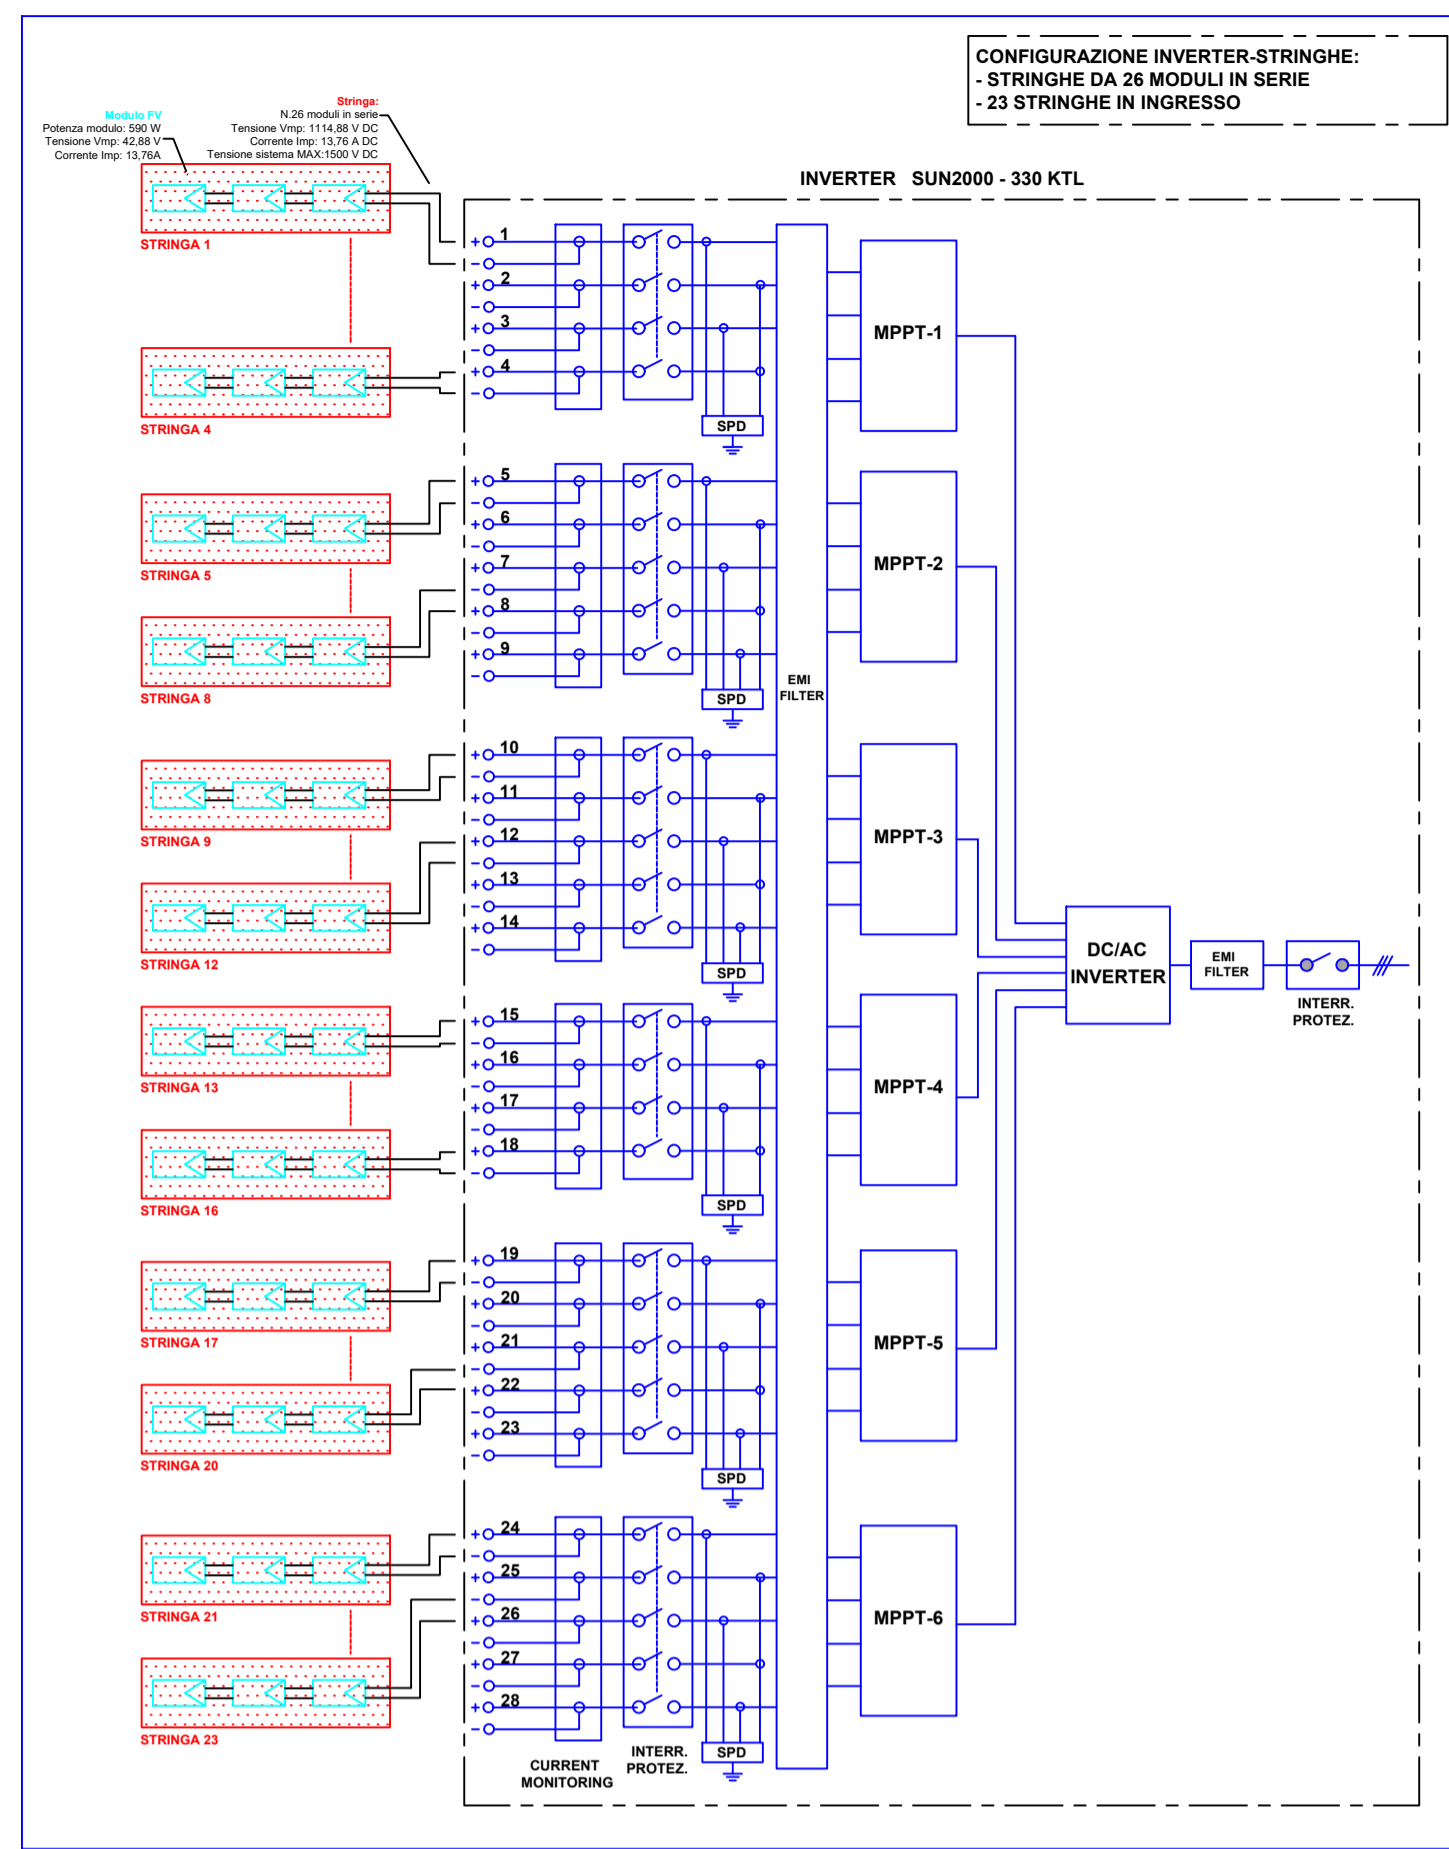 CONFIGURAZIONE INVERTER-STRINGHE:
- STRINGHE DA 26 MODULI IN SERIE
- 23 STRINGHE IN INGRESSO
Modulo FV
Potenza modulo: 590 W
Tensione Vmp: 42,88 V
Corrente Imp: 13,76A
Stringa:
N.26 moduli in serie
Tensione Vmp: 1114,88 V DC
Corrente Imp: 13,76 A DC
Tensione sistema MAX:1500 V DC
INVERTER SUN2000 - 330 KTL
STRINGA 1
STRINGA 4
+ 1
-
+ 2
-
+ 3
-
+ 4
-
SPD
MPPT-1
STRINGA 5
STRINGA 8
+ 5
-
+ 6
-
+ 7
-
+ 8
-
+ 9
-
SPD
MPPT-2
EMI
FILTER
STRINGA 9
STRINGA 12
+ 10
-
+ 11
-
+ 12
-
+ 13
-
+ 14
-
SPD
MPPT-3
DC/AC
INVERTER
EMI
FILTER
INTERR.
PROTEZ.
STRINGA 13
STRINGA 16
+ 15
-
+ 16
-
+ 17
-
+ 18
-
SPD
MPPT-4
STRINGA 17
STRINGA 20
+ 19
-
+ 20
-
+ 21
-
+ 22
-
+ 23
-
SPD
MPPT-5
STRINGA 21
STRINGA 23
+ 24
-
+ 25
-
+ 26
-
+ 27
-
+ 28
-
SPD
MPPT-6
CURRENT
MONITORING
INTERR.
PROTEZ.